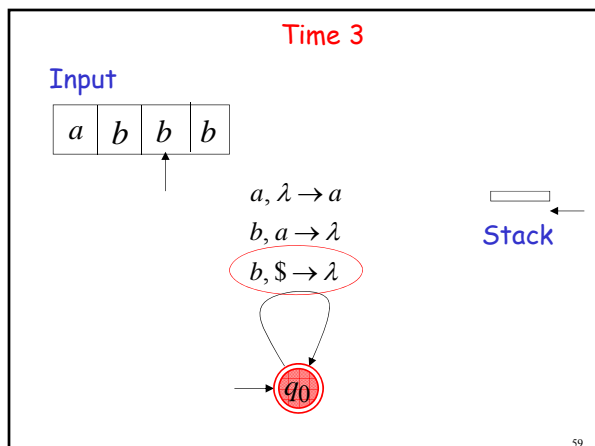 Time 3
Input
a b b b
a, λ → a
b, a → λ
b, $ → λ
Stack
q₀
59